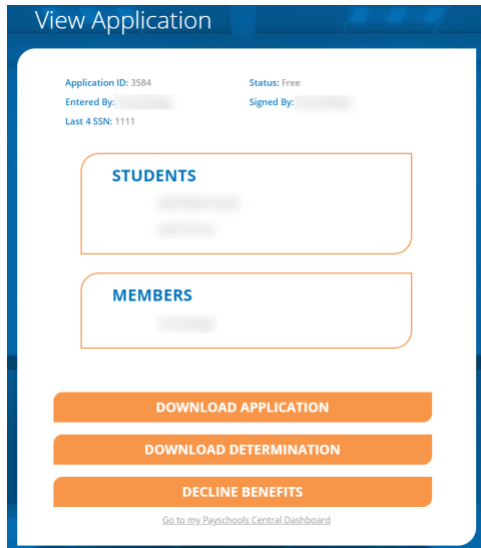 View Application
Application ID: 3584 Status: Free
Entered By: Signed By:
Last 4 SSN: 1111
STUDENTS
MEMBERS
DOWNLOAD APPLICATION
DOWNLOAD DETERMINATION
DECLINE BENEFITS
Go to my Payschools Central Dashboard